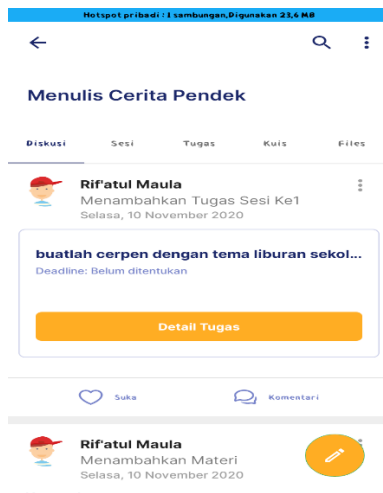 Hotspot pribadi : 1 sambungan,Digunakan 23,6 MB
Menulis Cerita Pendek
Diskusi Sesi Tugas Kuis Files
Rif'atul Maula
Menambahkan Tugas Sesi Ke1
Selasa, 10 November 2020
buatlah cerpen dengan tema liburan sekol...
Deadline: Belum ditentukan
Detail Tugas
Suka Komentari
Rif'atul Maula
Menambahkan Materi
Selasa, 10 November 2020